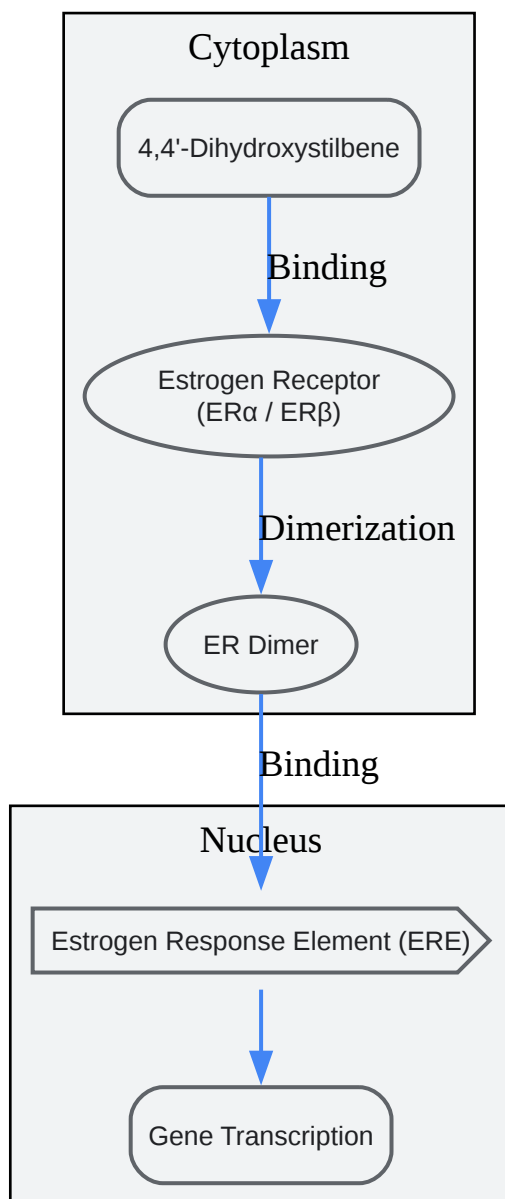 Cytoplasm
4,4'-Dihydroxystilbene
Binding
Estrogen Receptor
(ERα / ERβ)
Dimerization
ER Dimer
Binding
Nucleus
Estrogen Response Element (ERE)
Gene Transcription